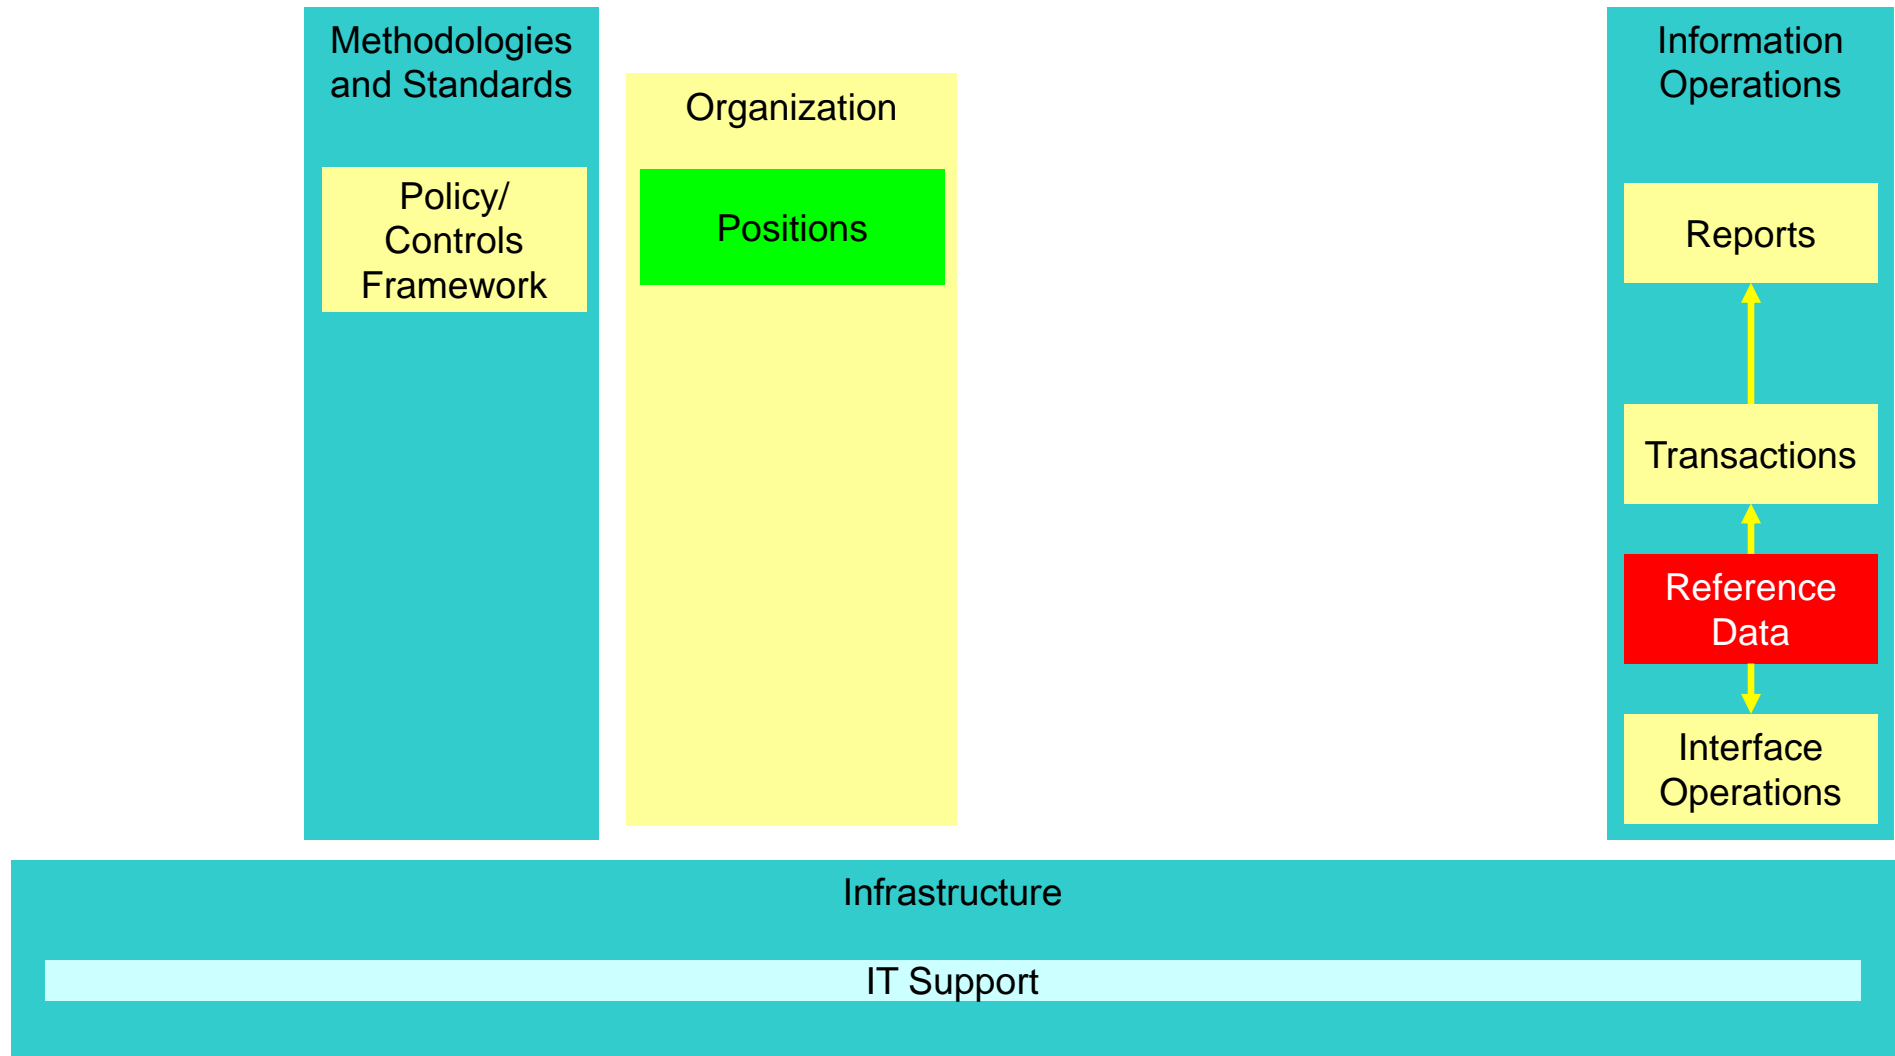 Methodologies
and Standards
Policy/
Controls
Framework
Organization
Positions
Information
Operations
Reports
Transactions
Reference
Data
Interface
Operations
Infrastructure
IT Support